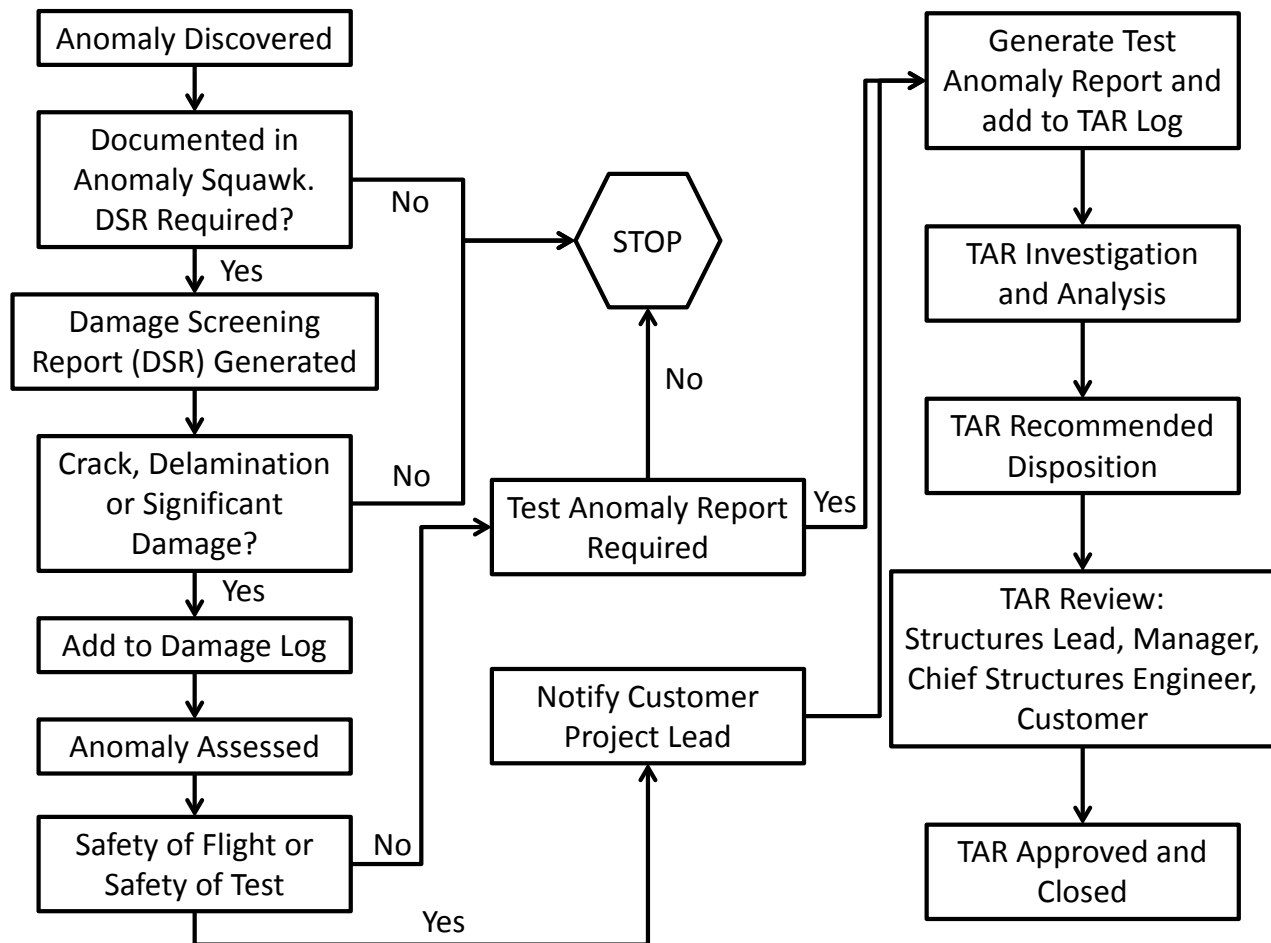 Anomaly Discovered
Documented in
Anomaly Squawk.
DSR Required?
No
Yes
Damage Screening
Report (DSR) Generated
Crack, Delamination
or Significant
Damage?
No
Yes
Add to Damage Log
Anomaly Assessed
Safety of Flight or
Safety of Test
No
Yes
STOP
No
Test Anomaly Report
Required
Yes
Notify Customer
Project Lead
Generate Test
Anomaly Report and
add to TAR Log
TAR Investigation
and Analysis
TAR Recommended
Disposition
TAR Review:
Structures Lead, Manager,
Chief Structures Engineer,
Customer
TAR Approved and
Closed